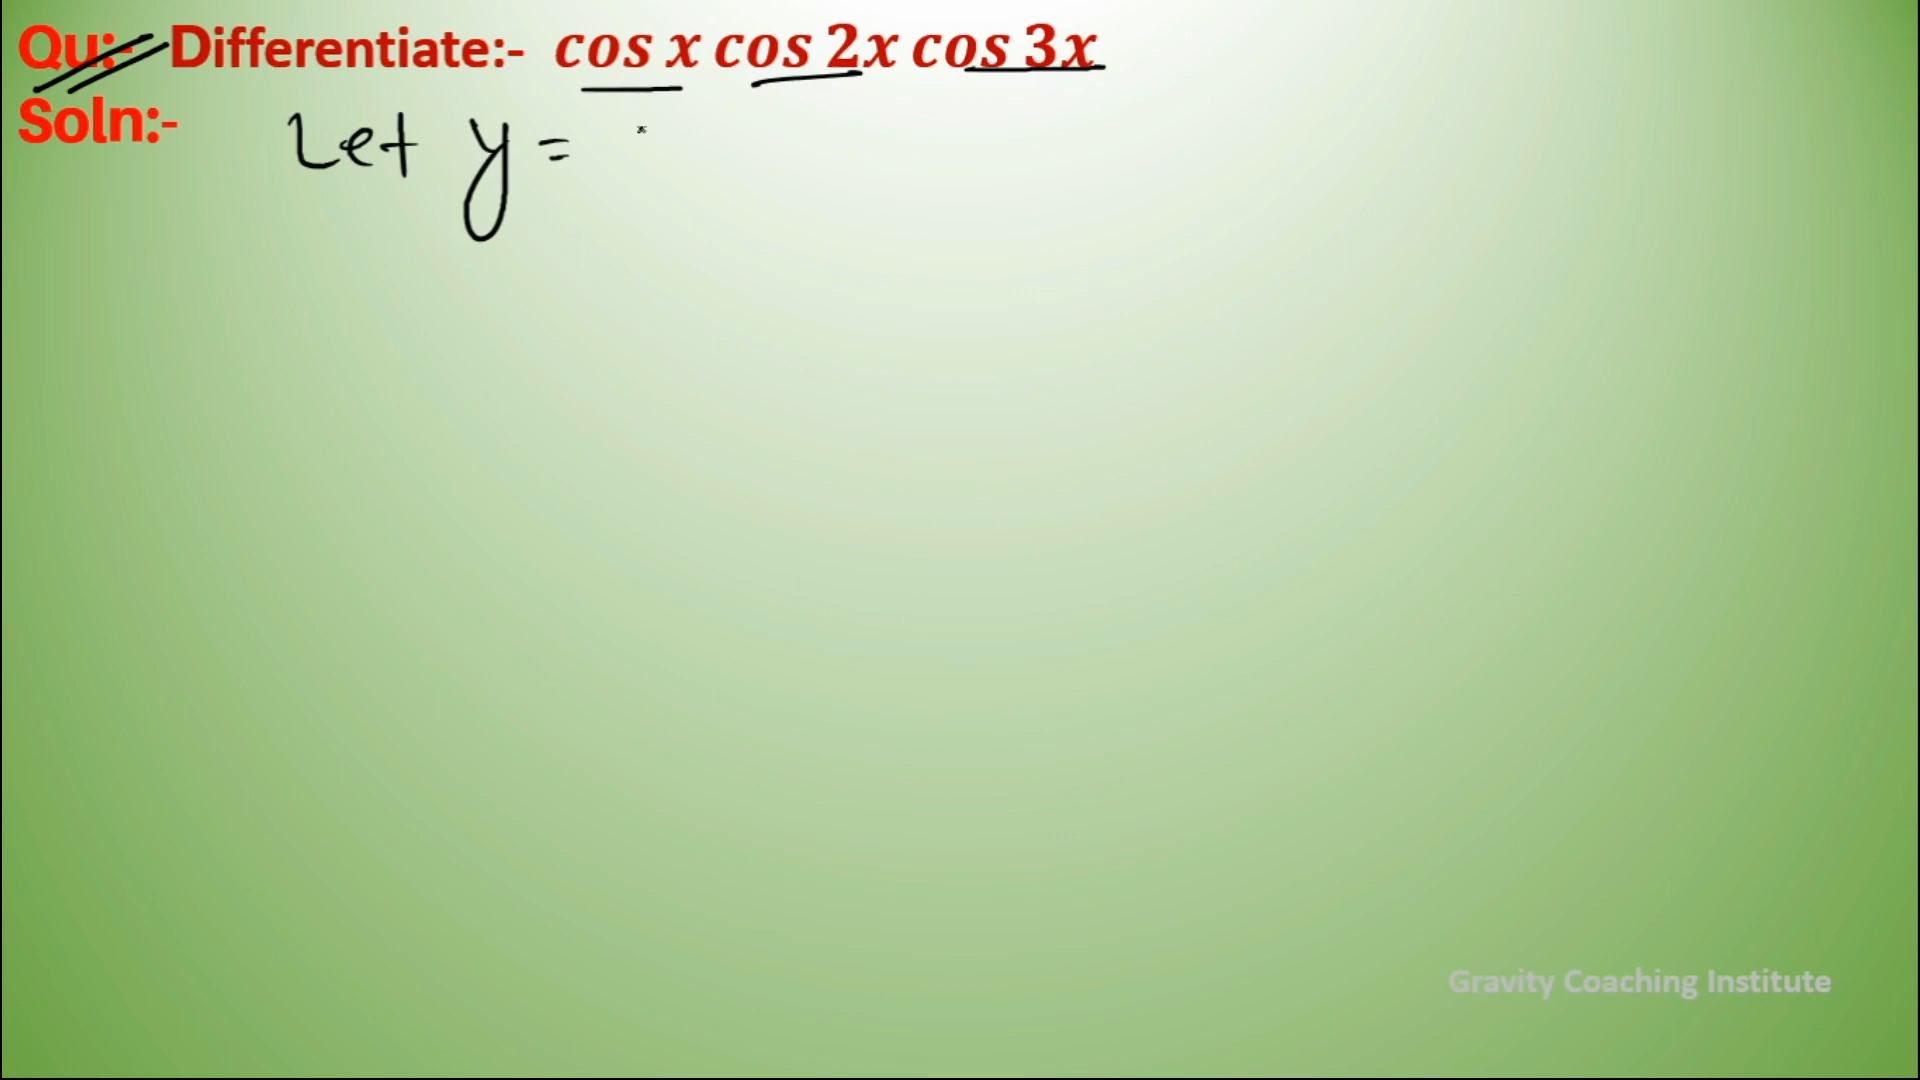 Qu:- Differentiate:- cos x cos 2x cos 3x
Soln:- Let y =
Gravity Coaching Institute